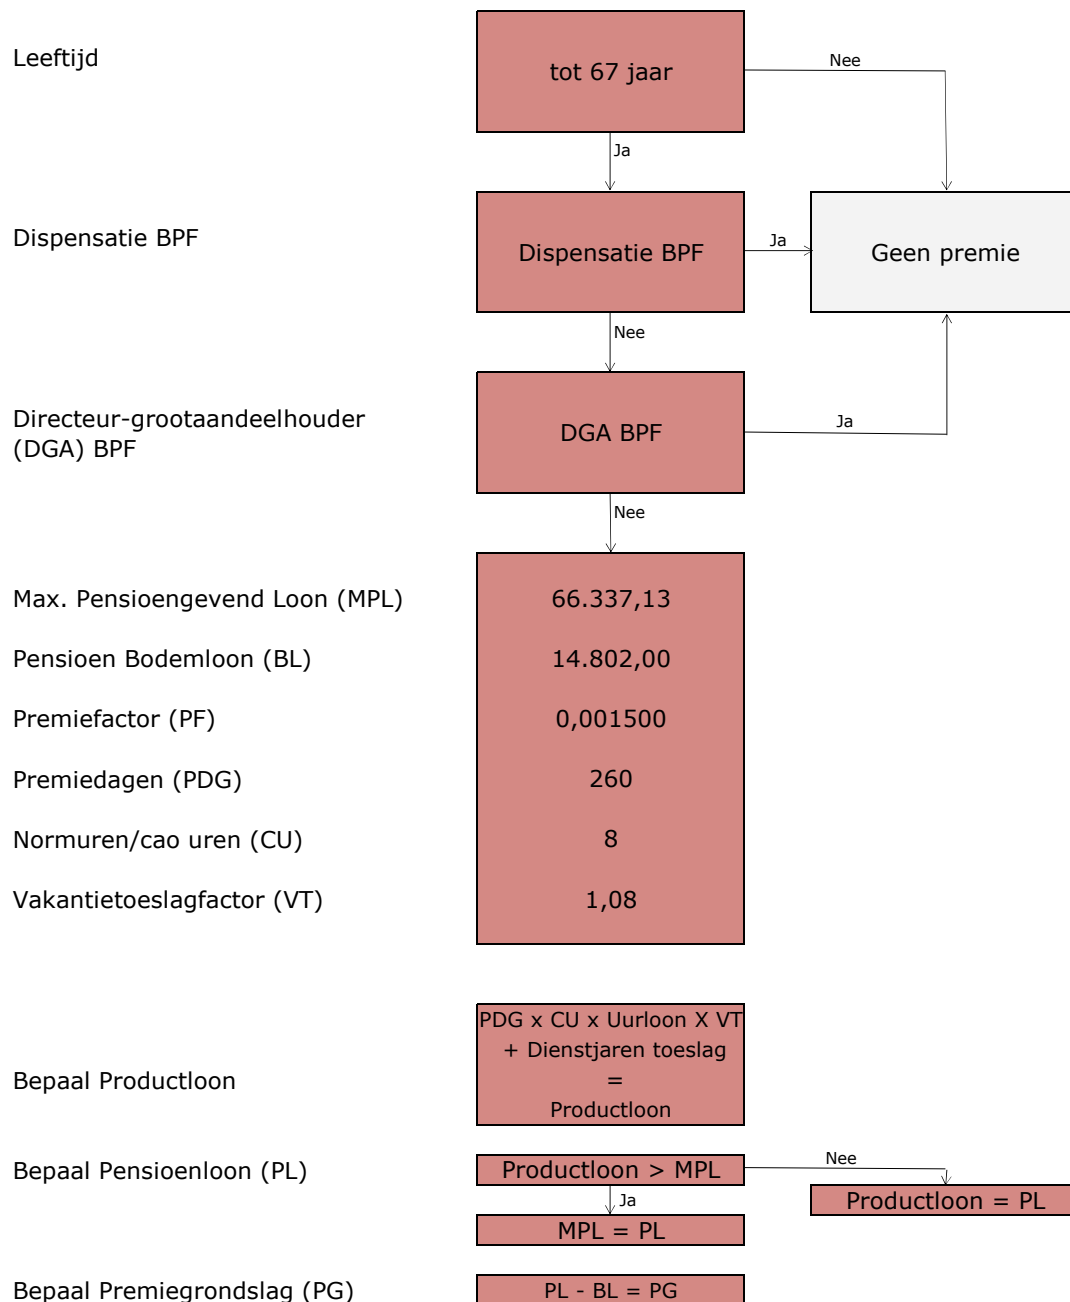 Leeftijd
tot 67 jaar
Nee
Ja
Dispensatie BPF
Dispensatie BPF
Ja
Geen premie
Nee
Directeur-grootaandeelhouder
(DGA) BPF
DGA BPF
Ja
Nee
Max. Pensioengevend Loon (MPL)
66.337,13
Pensioen Bodemloon (BL)
14.802,00
Premiefactor (PF)
0,001500
Premiedagen (PDG)
260
Normuren/cao uren (CU)
8
Vakantietoeslagfactor (VT)
1,08
Bepaal Productloon
PDG x CU x Uurloon X VT
+ Dienstjaren toeslag
=
Productloon
Bepaal Pensioenloon (PL)
Productloon > MPL
Nee
Productloon = PL
Ja
MPL = PL
Bepaal Premiegrondslag (PG)
PL - BL = PG